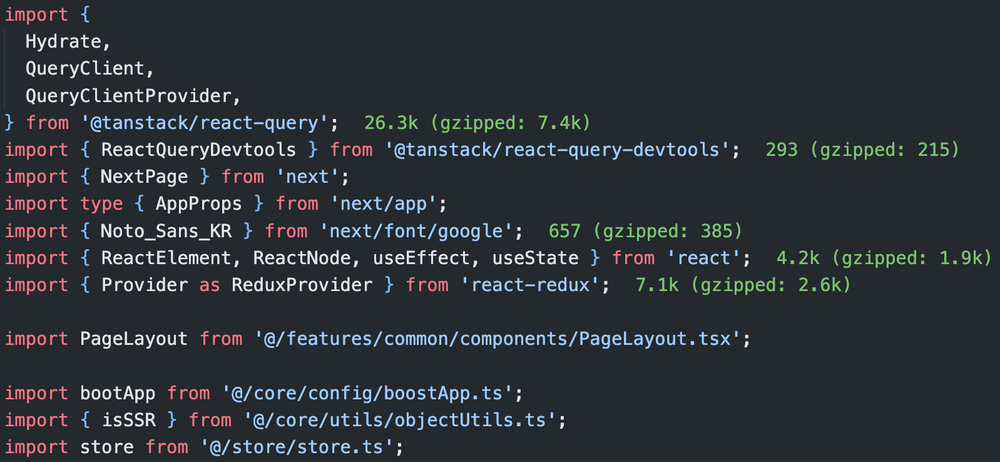 import {
  Hydrate,
  QueryClient,
  QueryClientProvider,
} from '@tanstack/react-query';  26.3k (gzipped: 7.4k)
import { ReactQueryDevtools } from '@tanstack/react-query-devtools';  293 (gzipped: 215)
import { NextPage } from 'next';
import type { AppProps } from 'next/app';
import { Noto_Sans_KR } from 'next/font/google';  657 (gzipped: 385)
import { ReactElement, ReactNode, useEffect, useState } from 'react';  4.2k (gzipped: 1.9k)
import { Provider as ReduxProvider } from 'react-redux';  7.1k (gzipped: 2.6k)

import PageLayout from '@/features/common/components/PageLayout.tsx';

import bootApp from '@/core/config/boostApp.ts';
import { isSSR } from '@/core/utils/objectUtils.ts';
import store from '@/store/store.ts';